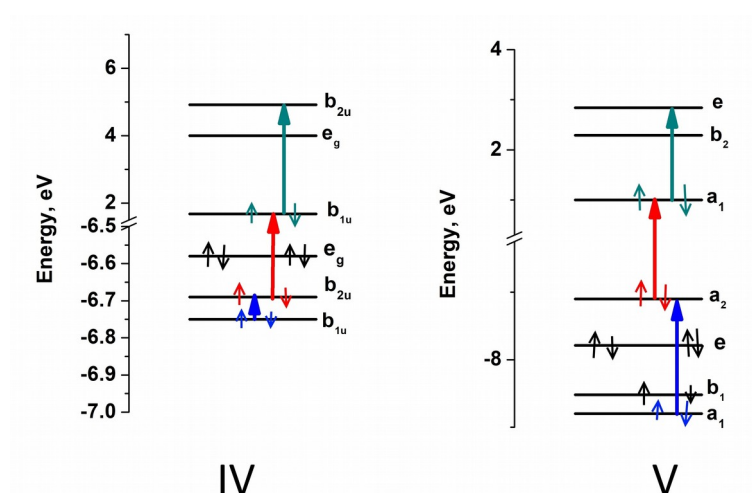 Energy, eV
6
4
2
-6.5
-6.6
-6.7
-6.8
-6.9
-7.0
b2u
eg
b1u
eg
b2u
b1u
IV
Energy, eV
4
2
-8
e
b2
a1
a2
e
b1
a1
V